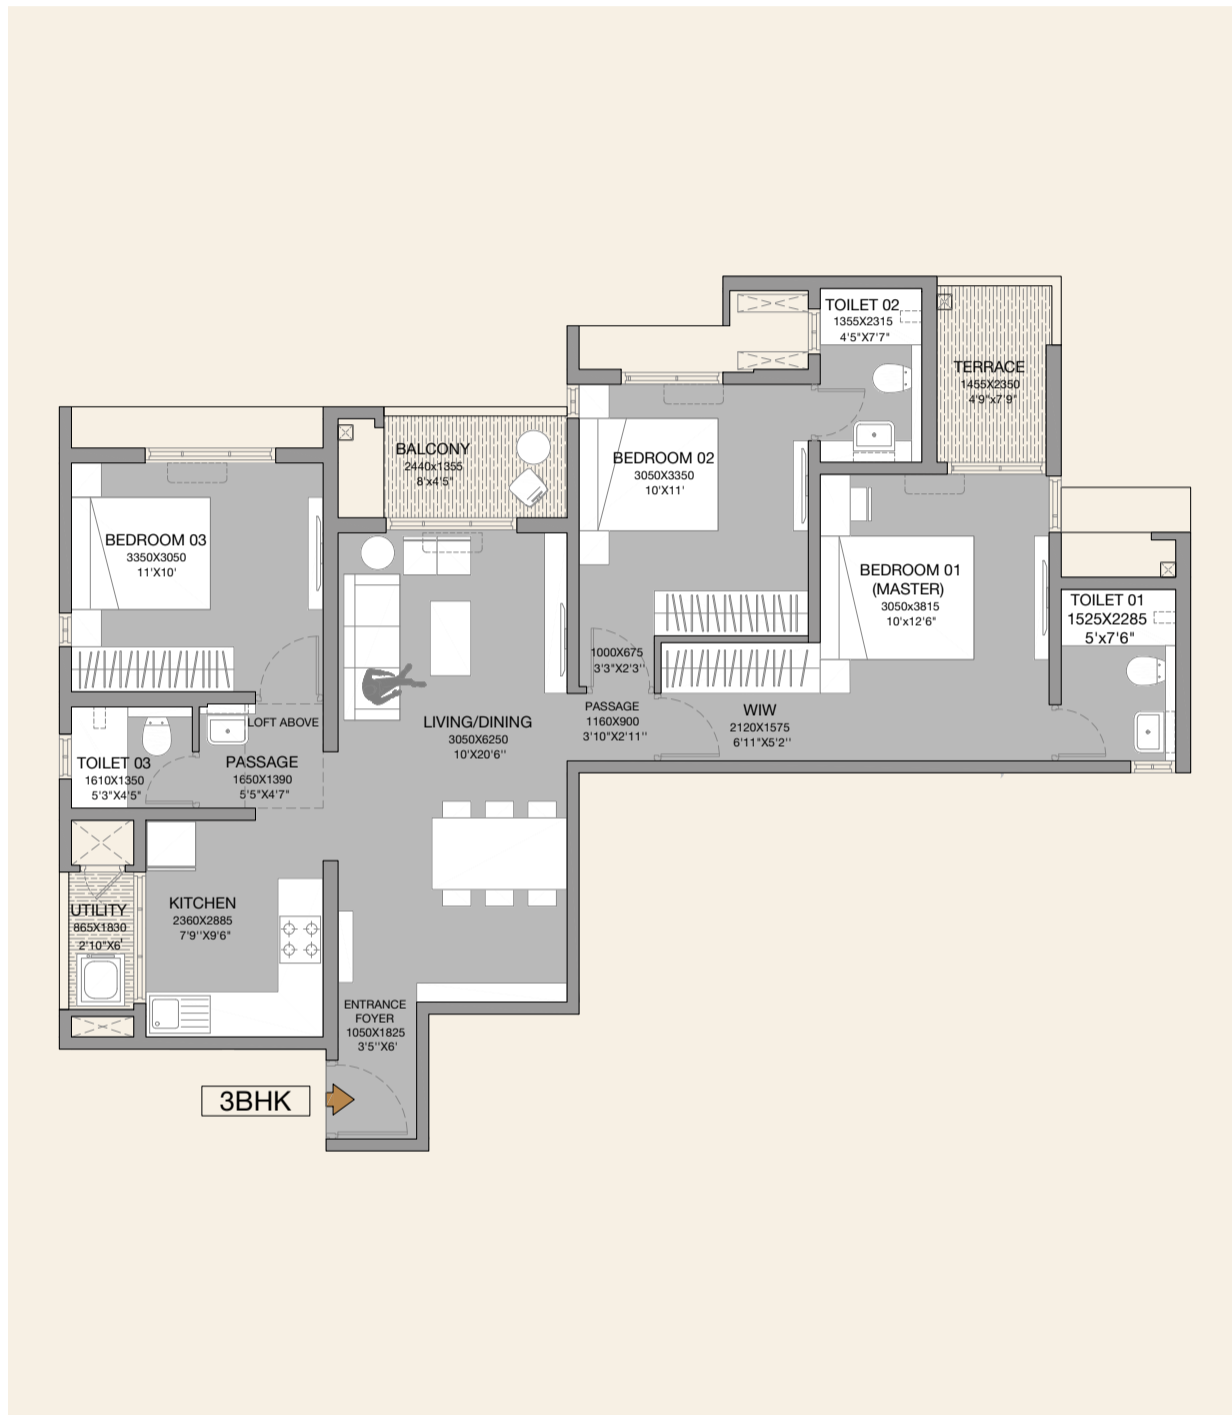 TOILET 02
1355X2315
4'5"X7'7"
TERRACE
1455X2350
4'9"x7'9"
BALCONY
2440x1355
8'x4'5"
BEDROOM 02
3050X3350
10'X11'
BEDROOM 03
3350X3050
11'X10'
BEDROOM 01
(MASTER)
3050x3815
10'x12'6"
TOILET 01
1525X2285
5'x7'6"
1000X675
3'3"X2'3''
PASSAGE
1160X900
3'10"X2'11''
WIW
2120X1575
6'11"X5'2''
LOFT ABOVE
LIVING/DINING
3050X6250
10'X20'6''
TOILET 03
1610X1350
5'3"X4'5"
PASSAGE
1650X1390
5'5"X4'7"
KITCHEN
2360X2885
7'9''X9'6"
UTILITY
865X1830
2'10"X6'
ENTRANCE
FOYER
1050X1825
3'5''X6'
3BHK